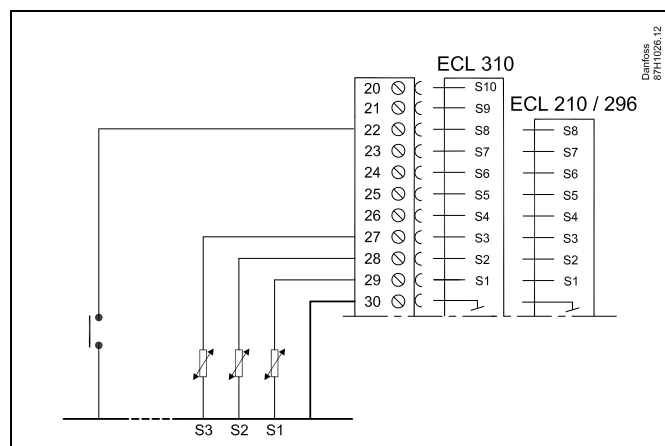 Danfoss
87H1026.12
ECL 310
ECL 210 / 296
20 S10
21 S9
22 S8 S8
23 S7 S7
24 S6 S6
25 S5 S5
26 S4 S4
27 S3 S3
28 S2 S2
29 S1 S1
30
S3 S2 S1